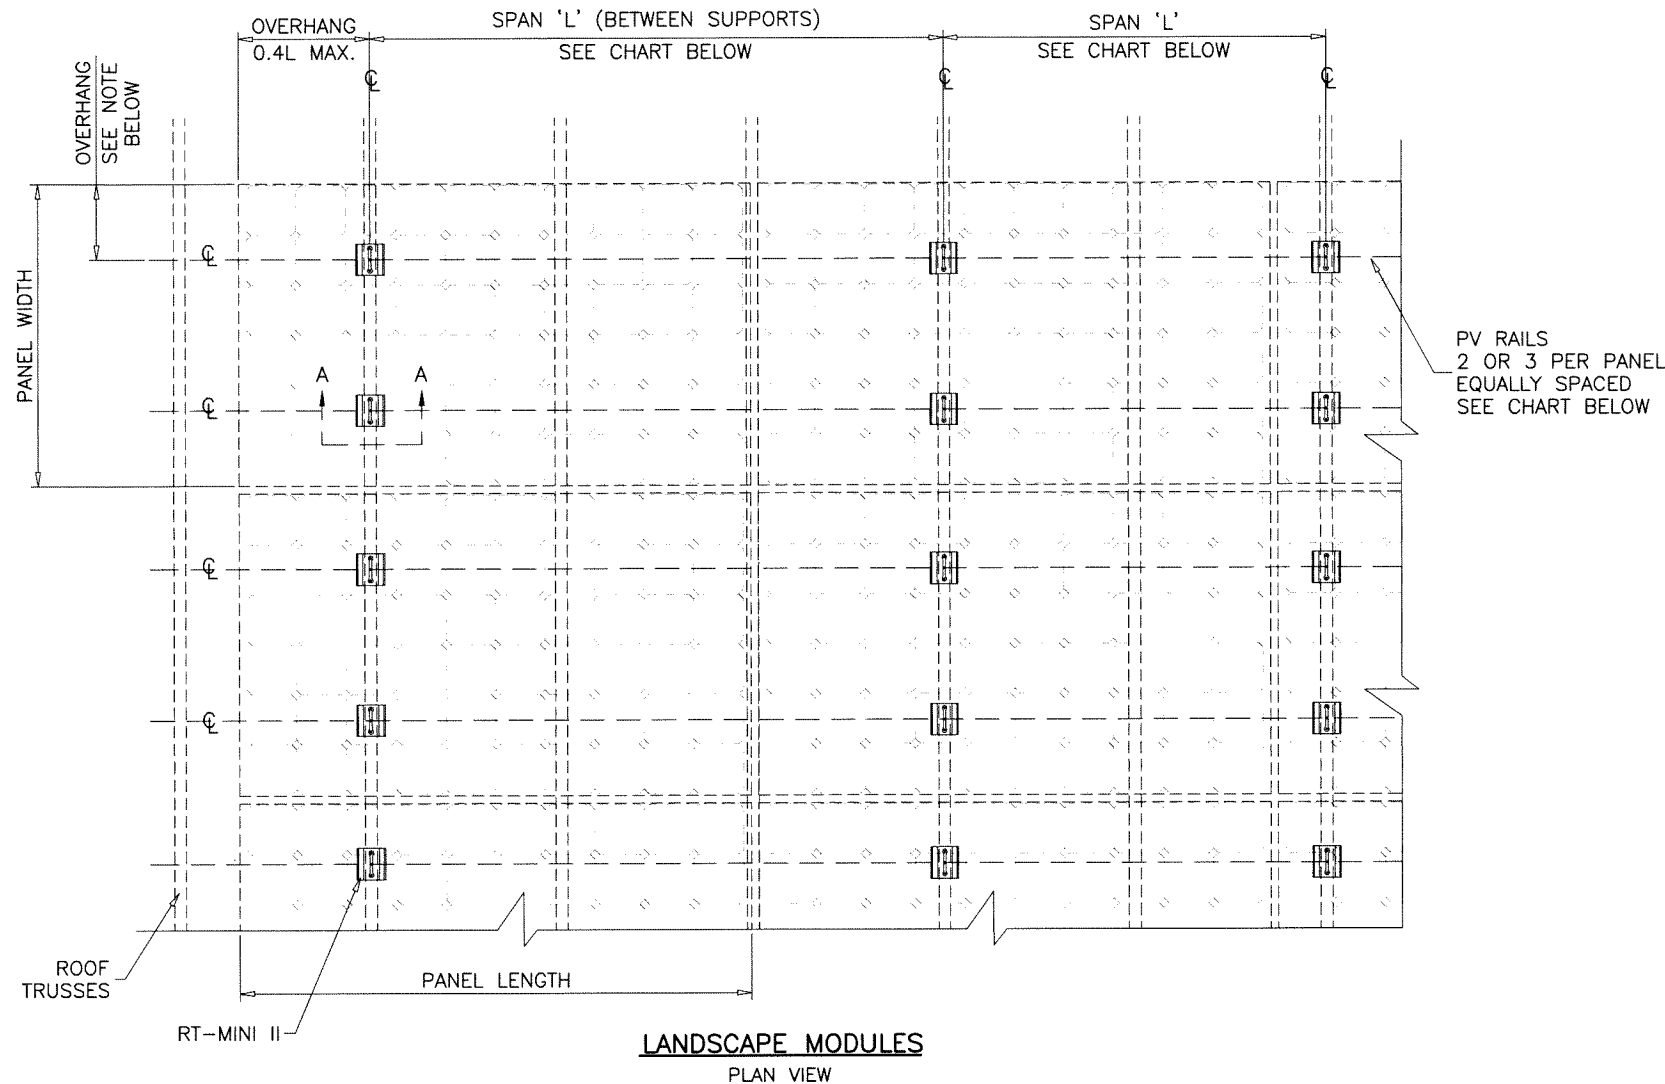 OVERHANG
0.4L MAX.
SPAN 'L' (BETWEEN SUPPORTS)
SEE CHART BELOW
SPAN 'L'
SEE CHART BELOW
OVERHANG
SEE NOTE
BELOW
℄
℄
℄
PANEL WIDTH
℄
℄
℄
℄
A
A
PV RAILS
2 OR 3 PER PANEL
EQUALLY SPACED
SEE CHART BELOW
ROOF
TRUSSES
PANEL LENGTH
RT-MINI II
LANDSCAPE MODULES
PLAN VIEW